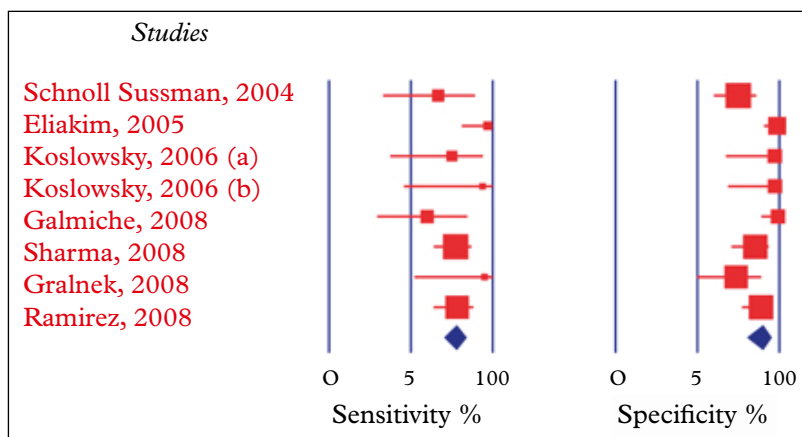 Studies
Schnoll Sussman, 2004
Eliakim, 2005
Koslowsky, 2006 (a)
Koslowsky, 2006 (b)
Galmiche, 2008
Sharma, 2008
Gralnek, 2008
Ramirez, 2008
O 5 100 O 5 100
Sensitivity % Specificity %